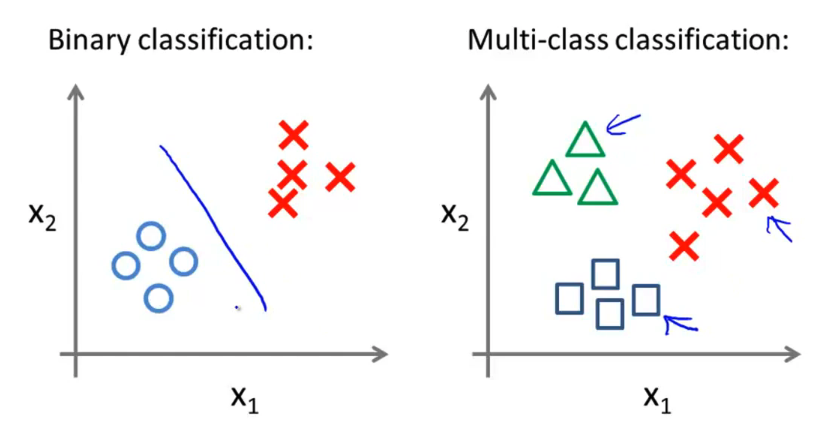 Binary classification:
x₂
x₁
Multi-class classification:
x₂
x₁